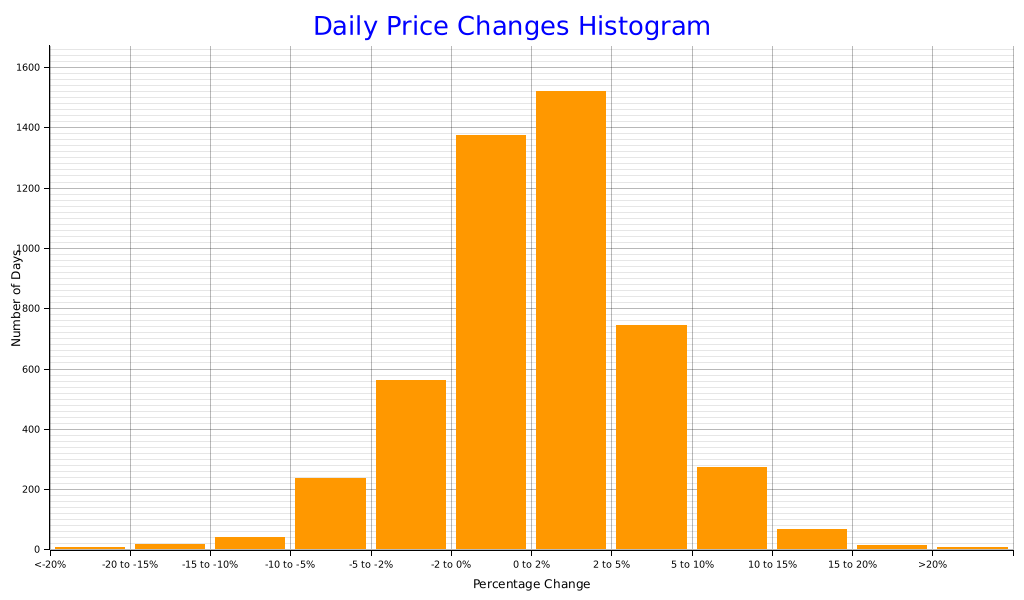 Daily Price Changes Histogram
Number of Days
1600
1400
1200
1000
800
600
400
200
0
<-20% -20 to -15% -15 to -10% -10 to -5% -5 to -2% -2 to 0% 0 to 2% 2 to 5% 5 to 10% 10 to 15% 15 to 20% >20%
Percentage Change